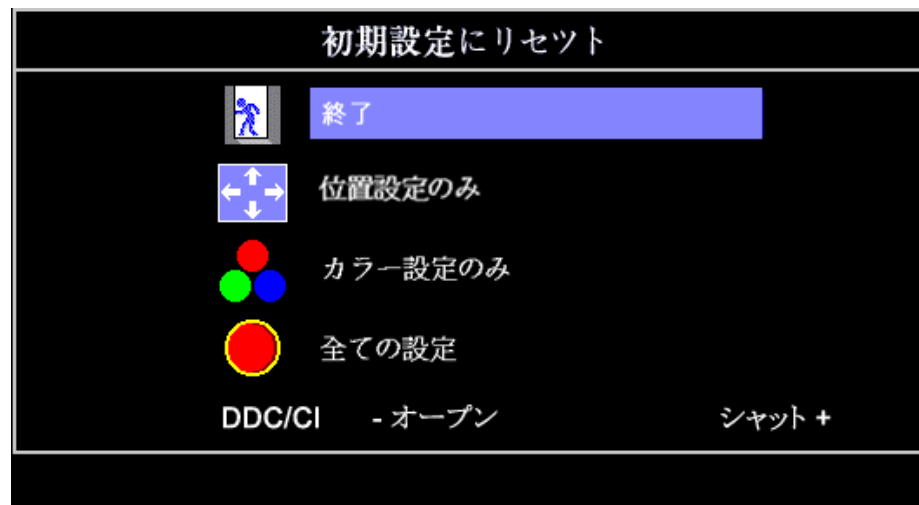 初期設定にリセツト
終了
位置設定のみ
カラー設定のみ
全ての設定
DDC/CI - オープン シャット +